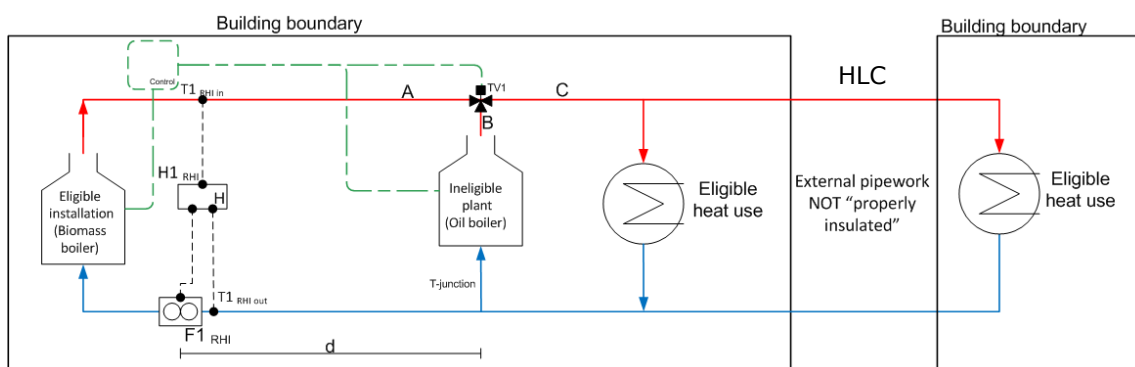 Building boundary
Building boundary
Control
T1 RHI in
A
TV1
C
HLC
B
H1 RHI
H
Eligible
installation
(Biomass
boiler)
Ineligible
plant
(Oil boiler)
Eligible
heat use
External pipework
NOT “properly
insulated”
Eligible
heat use
T-junction
T1 RHI out
F1 RHI
d